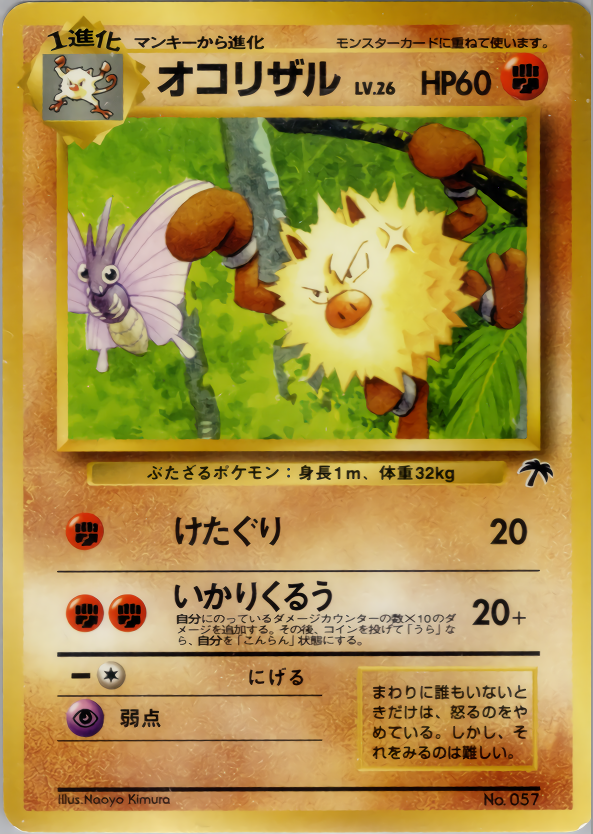 1進化 マンキーから進化 モンスターカードに重ねて使います。
オコリザル LV.26 HP60
ぶたざるポケモン：身長1m、体重32kg
けたぐり 20
いかりくるう 20+
自分にのっているダメージカウンターの数×10のダ
メージを追加する。その後、コインを投げて「うら」な
ら、自分を「こんらん」状態にする。
にげる
弱点
まわりに誰もいないと
きだけは、怒るのをや
めている。しかし、そ
れをみるのは難しい。
Illus.Naoyo Kimura No.057